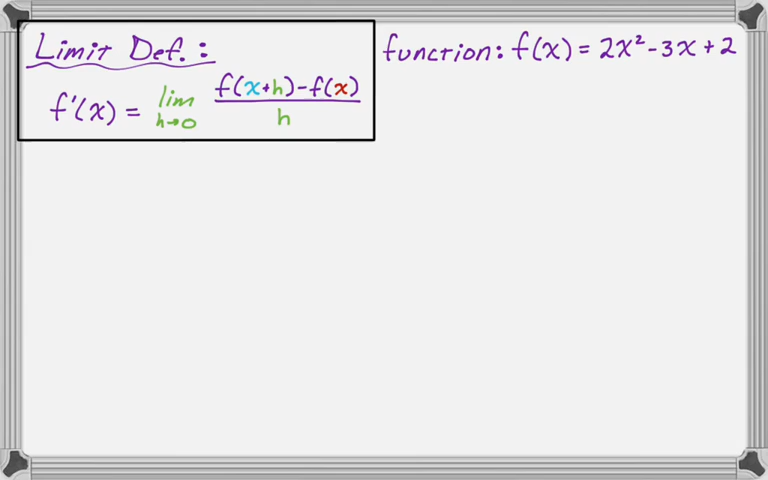 Limit Def.:
f'(x) = lim h→0 f(x+h)-f(x) / h
function: f(x) = 2x² - 3x + 2